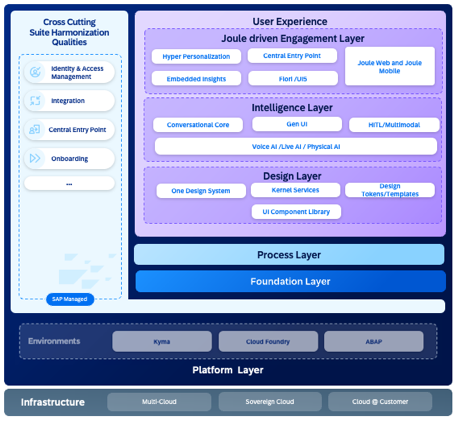 Cross Cutting
Suite Harmonization
Qualities
Identity & Access
Management
Integration
Central Entry Point
Onboarding
...
SAP Managed
User Experience
Joule driven Engagement Layer
Hyper Personalization
Central Entry Point
Joule Web and Joule
Mobile
Embedded Insights
Fiori /UI5
Intelligence Layer
Conversational Core
Gen UI
HITL/Multimodal
Voice AI /Live AI / Physical AI
Design Layer
One Design System
Kernel Services
Design
Tokens/Templates
UI Component Library
Process Layer
Foundation Layer
Environments
Kyma
Cloud Foundry
ABAP
Platform Layer
Infrastructure
Multi-Cloud
Sovereign Cloud
Cloud @ Customer